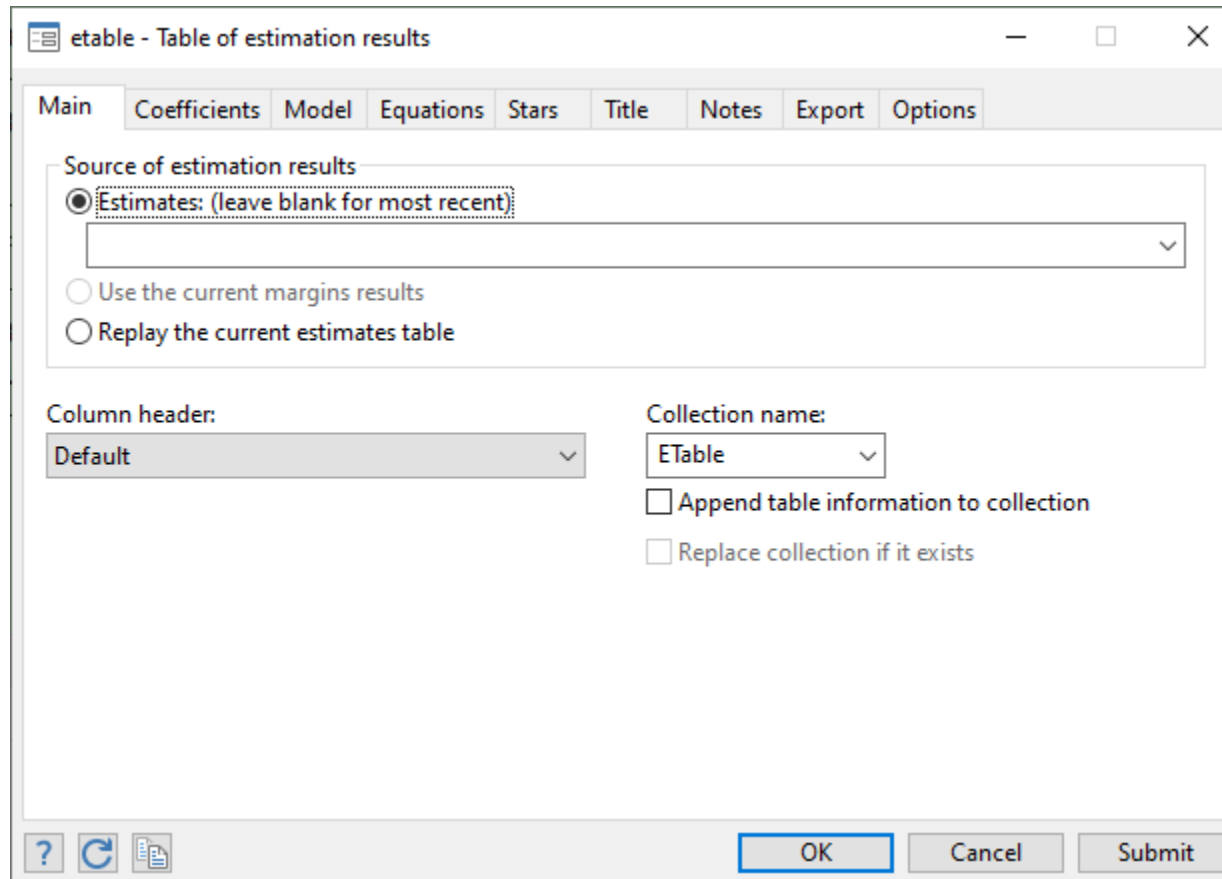 etable - Table of estimation results
Main Coefficients Model Equations Stars Title Notes Export Options
Source of estimation results
Estimates: (leave blank for most recent)
Use the current margins results
Replay the current estimates table
Column header: Collection name:
Default ETable
Append table information to collection
Replace collection if it exists
? OK Cancel Submit